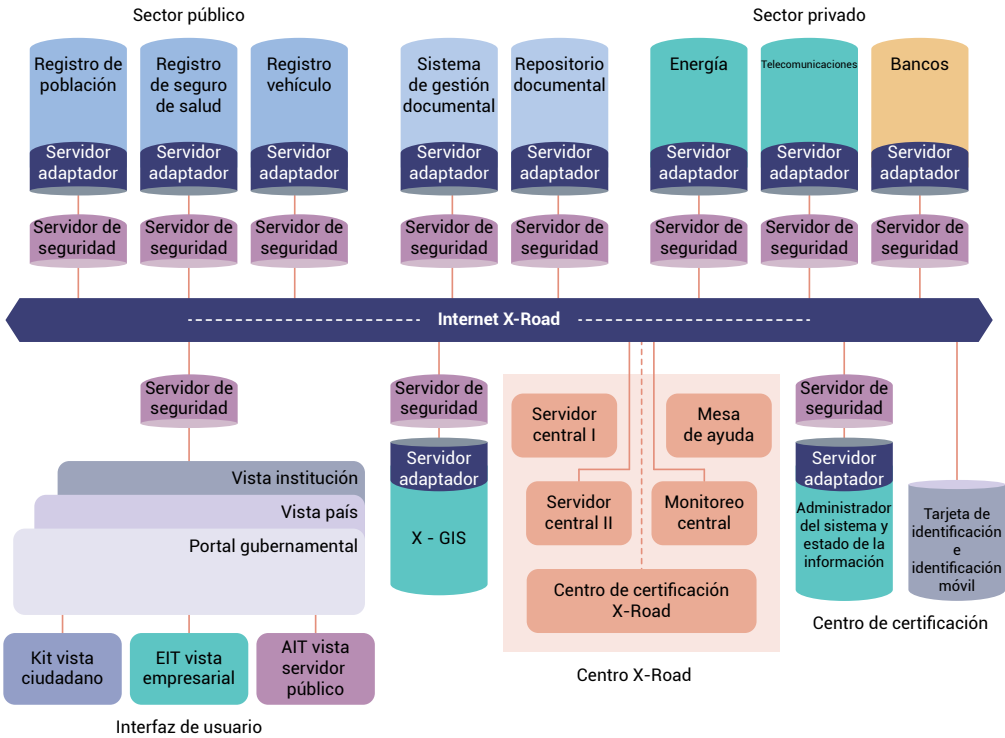 Sector público
Sector privado
Registro de
población
Registro
de seguro
de salud
Registro
vehículo
Sistema
de gestión
documental
Repositorio
documental
Energía
Telecomunicaciones
Bancos
Servidor
adaptador
Servidor
adaptador
Servidor
adaptador
Servidor
adaptador
Servidor
adaptador
Servidor
adaptador
Servidor
adaptador
Servidor
adaptador
Servidor de
seguridad
Servidor de
seguridad
Servidor de
seguridad
Servidor de
seguridad
Servidor de
seguridad
Servidor de
seguridad
Servidor de
seguridad
Servidor de
seguridad
Internet X-Road
Servidor de
seguridad
Vista institución
Vista país
Portal gubernamental
Kit vista
ciudadano
EIT vista
empresarial
AIT vista
servidor
público
Interfaz de usuario
Servidor de
seguridad
Servidor
adaptador
X - GIS
Servidor
central I
Mesa
de ayuda
Servidor
central II
Monitoreo
central
Centro de certificación
X-Road
Centro X-Road
Servidor de
seguridad
Servidor
adaptador
Administrador
del sistema y
estado de la
información
Tarjeta de
identificación
e
identificación
móvil
Centro de certificación